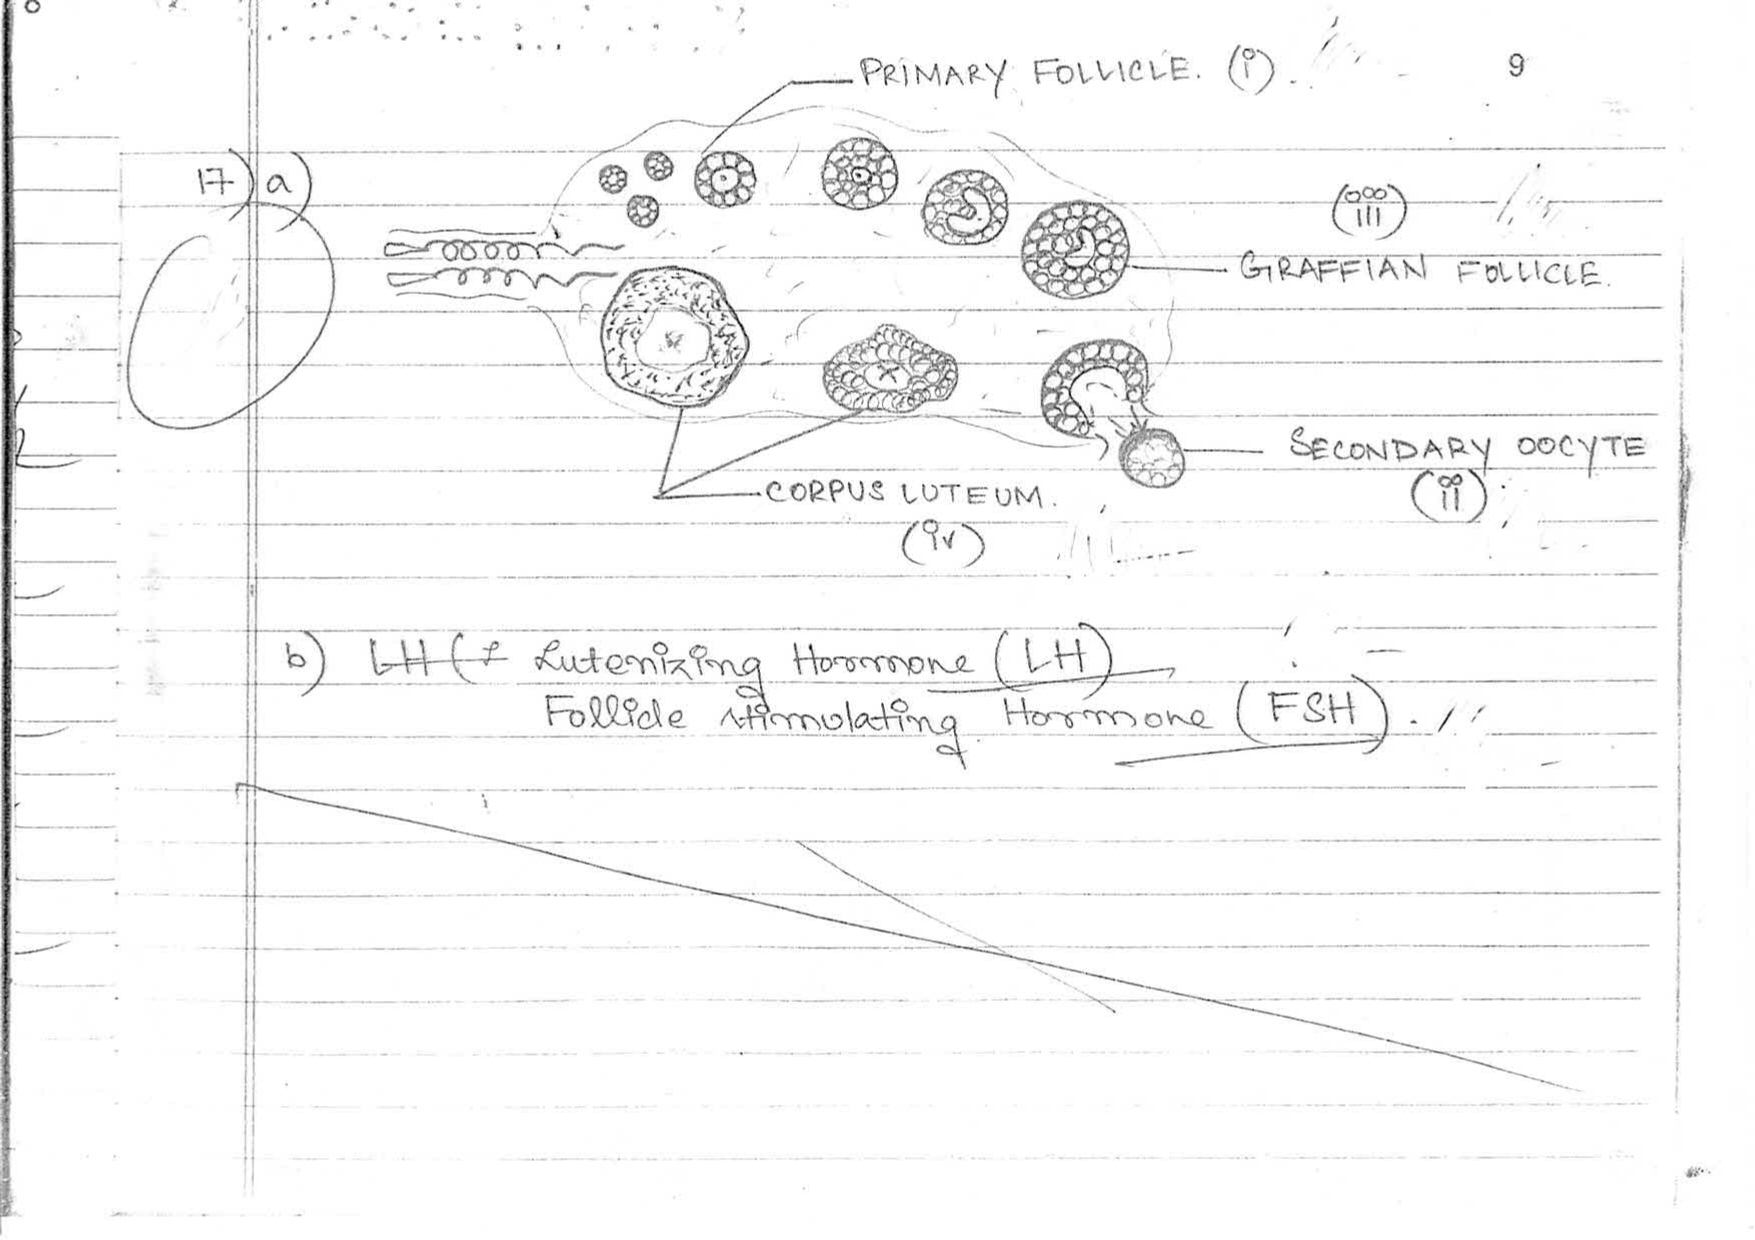 PRIMARY FOLLICLE. (i).
9
17) a)
(iii)
GRAFFIAN FOLLICLE.
SECONDARY OOCYTE
(ii)
CORPUS LUTEUM.
(iv)
b) LH (L Lutenizing Hormone (LH)
Follicle stimulating Hormone (FSH).